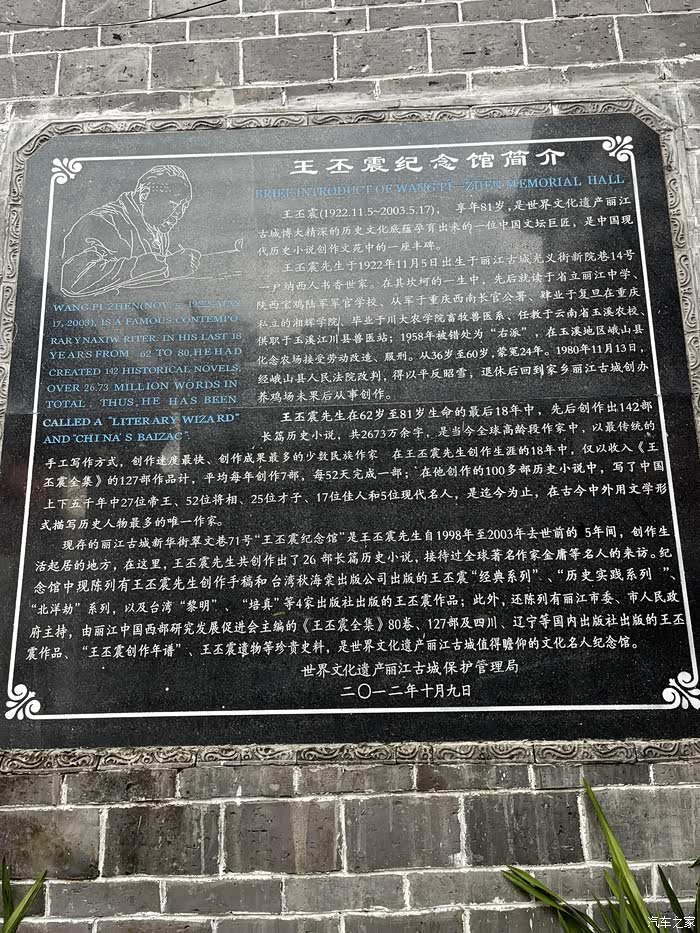 王丕震纪念馆简介
BRIEF INTRODUCT OF WANG PI-ZHEN MEMORIAL HALL
王丕震(1922.11.5~2003.5.17)， 享年81岁,是世界文化遗产丽江
古城博大精深的历史文化底蕴孕育出来的一位中国文坛巨匠，是中国现
代历史小说创作文苑中的一座丰碑。
王丕震先生于1922年11月5日出生于丽江古城光义街新院巷14号
一户纳西人书香世家。在其坎坷的一生中，先后就读于省立丽江中学、
陕西宝鸡陆军军官学校、从军于重庆西南长官公署、肄业于复旦在重庆
私立的湘辉学院、毕业于川大农学院畜牧兽医系、任教于云南省玉溪农校、
供职于玉溪江川县兽医站；1958年被错处为“右派”，在玉溪地区峨山县
化念农场接受劳动改造、服刑。从36岁至60岁,蒙冤24年。1980年11月13日，
经峨山县人民法院改判，得以平反昭雪，退休后回到家乡丽江古城创办
养鸡场未果后从事创作。
WANG PI-ZHEN(NOV. 5, 1922-MAY
17, 2003), IS A FAMOUS CONTEMPO
RARYNAXIW RITER. IN HIS LAST 18
YEARS FROM 62 TO 80, HE HAD
CREATED 142 HISTORICAL NOVELS,
OVER 26.73 MILLION WORDS IN
TOTAL. THUS, HE HAS BEEN
CALLED A "LITERARY WIZARD"
AND "CHINA'S BAIZAC".
王丕震先生在62岁至81岁生命的最后18年中，先后创作出142部
长篇历史小说，共2673万余字，是当今全球高龄段作家中，以最传统的
手工写作方式，创作速度最快、创作成果最多的少数民族作家 在王丕震先生创作生涯的18年中，仅以收入《王
丕震全集》的127部作品计，平均每年创作7部，每52天完成一部；在他创作的100多部历史小说中，写了中国
上下五千年中27位帝王、52位将相、25位才子、17位佳人和5位现代名人，是迄今为止，在古今中外用文学形
式描写历史人物最多的唯一作家。
现存的丽江古城新华街翠文巷71号“王丕震纪念馆”是王丕震先生自1998年至2003年去世前的 5年间，创作生
活起居的地方，在这里，王丕震先生共创作出了26 部长篇历史小说，接待过全球著名作家金庸等名人的来访。纪
念馆中现陈列有王丕震先生创作手稿和 台湾秋海棠出版公司出版的王丕震“经典系列”、“历史实践系列 ”、
“北洋劫”系列，以及台湾“黎明”、 “培真”等4家出版社出版的王丕震作品；此外，还陈列有丽江市委、市人民政
府主持，由丽江中国西部研究发展促进会主编的《王丕震全集》80卷、127部及四川、辽宁等国内出版社出版的王丕
震作品、“王丕震创作年谱”、王丕震遗物等珍贵史料，是世界文化遗产丽江古城值得瞻仰的文化名人纪念馆。
世界文化遗产丽江古城保护管理局
二〇一二年十月九日
汽车之家